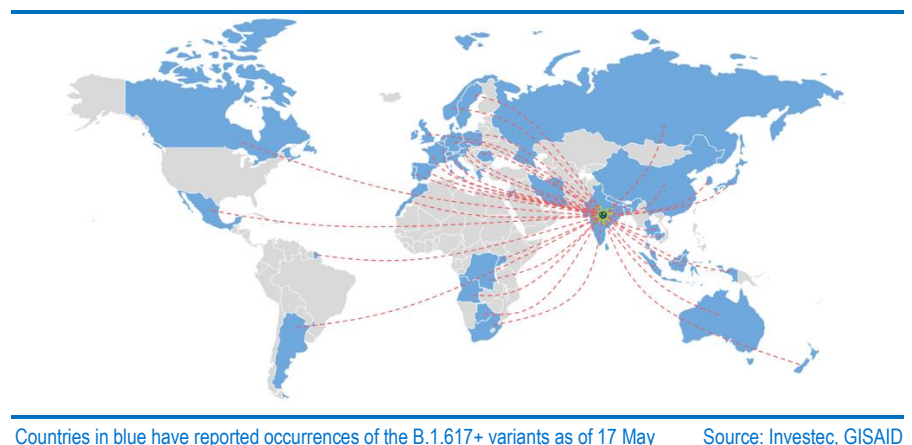 Countries in blue have reported occurrences of the B.1.617+ variants as of 17 May Source: Investec, GISAID